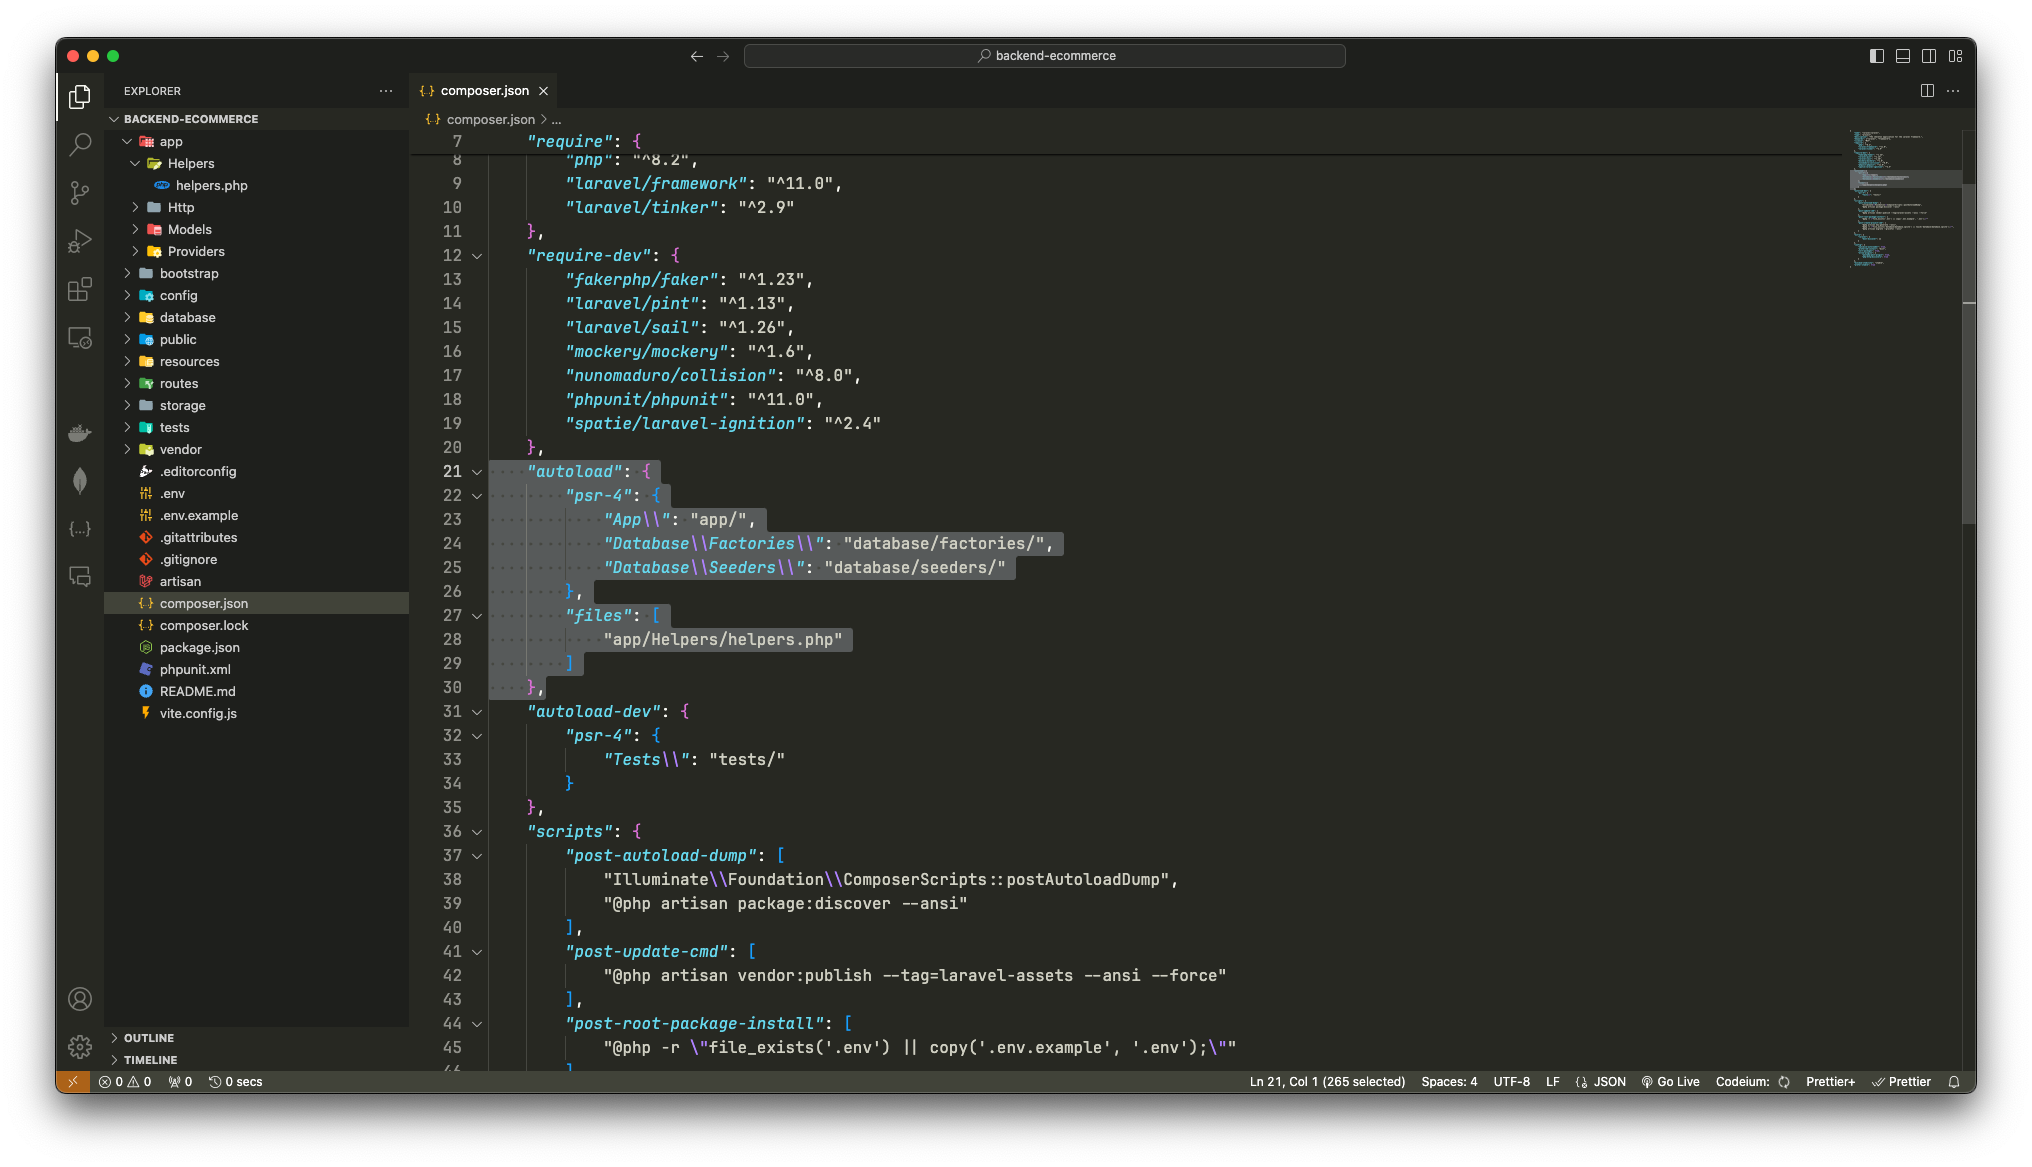 backend-ecommerce
EXPLORER
BACKEND-ECOMMERCE
app
Helpers
helpers.php
Http
Models
Providers
bootstrap
config
database
public
resources
routes
storage
tests
vendor
.editorconfig
.env
.env.example
.gitattributes
.gitignore
artisan
composer.json
composer.lock
package.json
phpunit.xml
README.md
vite.config.js
OUTLINE
TIMELINE
composer.json
composer.json > ...
7 "require": {
8 "php": "^8.2",
9 "laravel/framework": "^11.0",
10 "laravel/tinker": "^2.9"
11 },
12 "require-dev": {
13 "fakerphp/faker": "^1.23",
14 "laravel/pint": "^1.13",
15 "laravel/sail": "^1.26",
16 "mockery/mockery": "^1.6",
17 "nunomaduro/collision": "^8.0",
18 "phpunit/phpunit": "^11.0",
19 "spatie/laravel-ignition": "^2.4"
20 },
21 "autoload": {
22 "psr-4": {
23 "App\\": "app/",
24 "Database\\Factories\\": "database/factories/",
25 "Database\\Seeders\\": "database/seeders/"
26 },
27 "files": [
28 "app/Helpers/helpers.php"
29 ]
30 },
31 "autoload-dev": {
32 "psr-4": {
33 "Tests\\": "tests/"
34 }
35 },
36 "scripts": {
37 "post-autoload-dump": [
38 "Illuminate\\Foundation\\ComposerScripts::postAutoloadDump",
39 "@php artisan package:discover --ansi"
40 ],
41 "post-update-cmd": [
42 "@php artisan vendor:publish --tag=laravel-assets --ansi --force"
43 ],
44 "post-root-package-install": [
45 "@php -r \"file_exists('.env') || copy('.env.example', '.env');\""
46 ]
0 0 0 0 secs
Ln 21, Col 1 (265 selected) Spaces: 4 UTF-8 LF JSON Go Live Codeium: Prettier+ Prettier